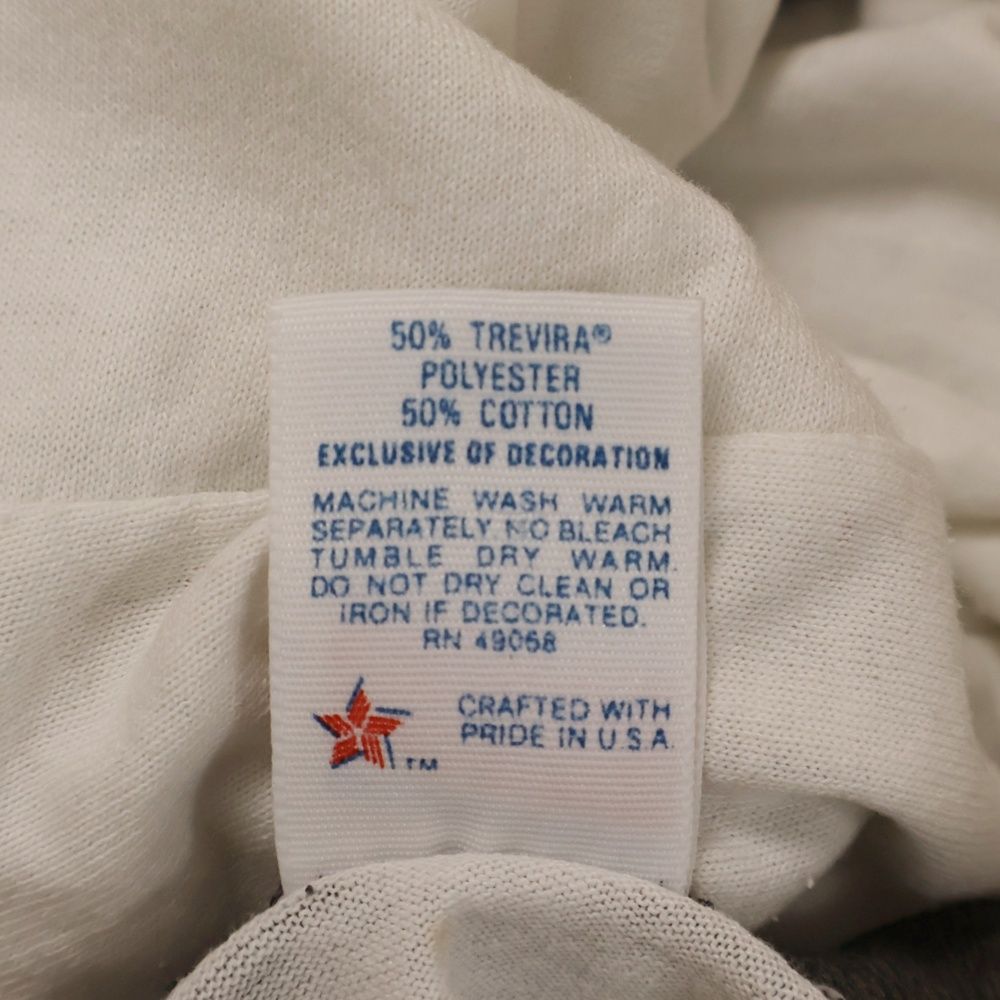 50% TREVIRA®
POLYESTER
50% COTTON
EXCLUSIVE OF DECORATION
MACHINE WASH WARM
SEPARATELY. NO BLEACH
TUMBLE DRY WARM.
DO NOT DRY CLEAN OR
IRON IF DECORATED.
RN 49068
CRAFTED WITH
PRIDE IN U.S.A.
TM